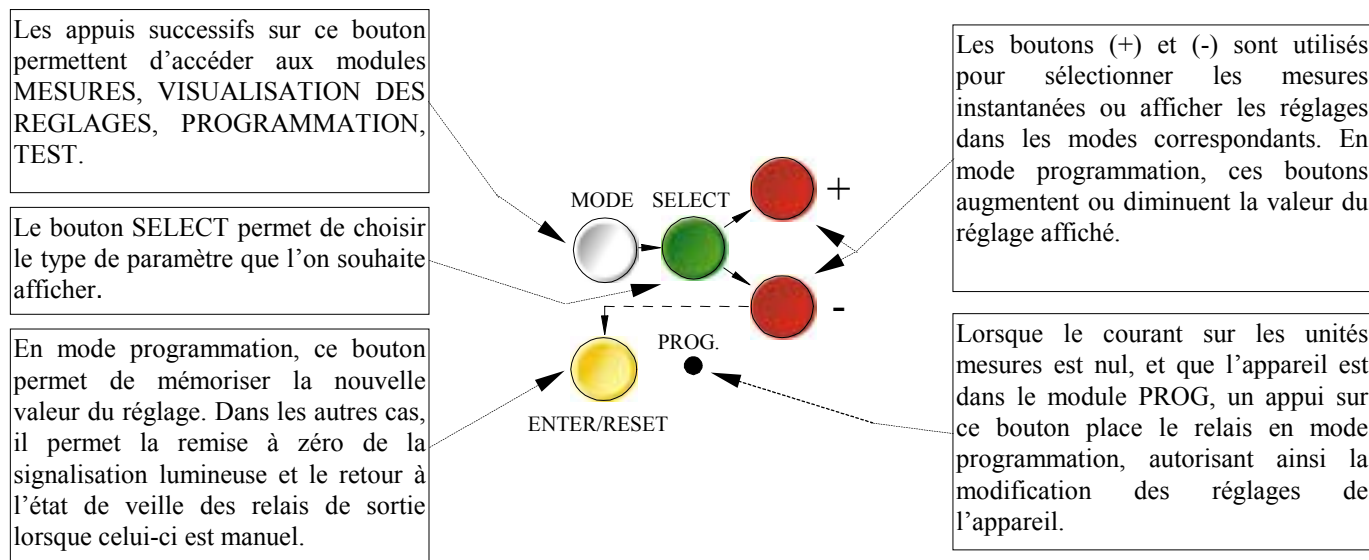 Les appuis successifs sur ce bouton
permettent d'accéder aux modules
MESURES, VISUALISATION DES
REGLAGES, PROGRAMMATION,
TEST.
Le bouton SELECT permet de choisir
le type de paramètre que l'on souhaite
afficher.
En mode programmation, ce bouton
permet de mémoriser la nouvelle
valeur du réglage. Dans les autres cas,
il permet la remise à zéro de la
signalisation lumineuse et le retour à
l'état de veille des relais de sortie
lorsque celui-ci est manuel.
MODE SELECT
+
-
PROG.
ENTER/RESET
Les boutons (+) et (-) sont utilisés
pour sélectionner les mesures
instantanées ou afficher les réglages
dans les modes correspondants. En
mode programmation, ces boutons
augmentent ou diminuent la valeur du
réglage affiché.
Lorsque le courant sur les unités
mesures est nul, et que l'appareil est
dans le module PROG, un appui sur
ce bouton place le relais en mode
programmation, autorisant ainsi la
modification des réglages de
l'appareil.